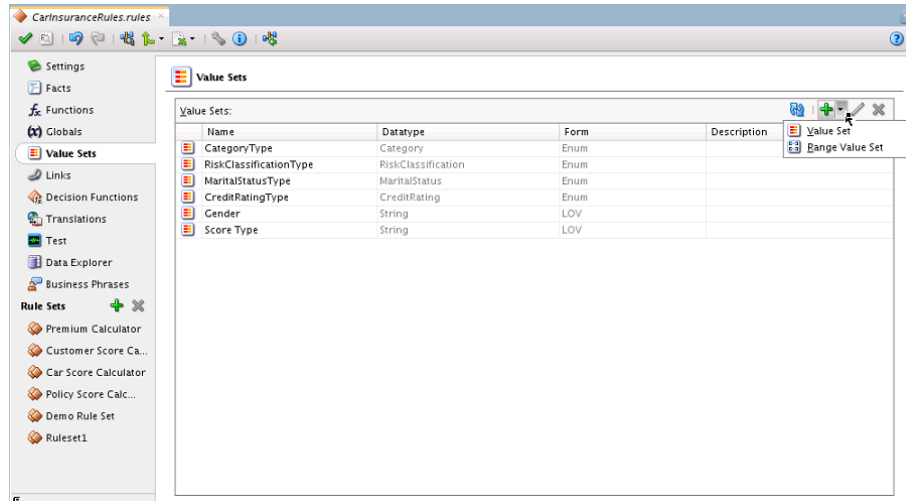 CarInsuranceRules.rules
Settings
Facts
Functions
Globals
Value Sets
Links
Decision Functions
Translations
Test
Data Explorer
Business Phrases
Rule Sets
Premium Calculator
Customer Score Ca...
Car Score Calculator
Policy Score Calc...
Demo Rule Set
Ruleset1
Value Sets
Value Sets:
Name Datatype Form Description
CategoryType Category Enum
RiskClassificationType RiskClassification Enum
MaritalStatusType MaritalStatus Enum
CreditRatingType CreditRating Enum
Gender String LOV
Score Type String LOV
Value Set
Range Value Set